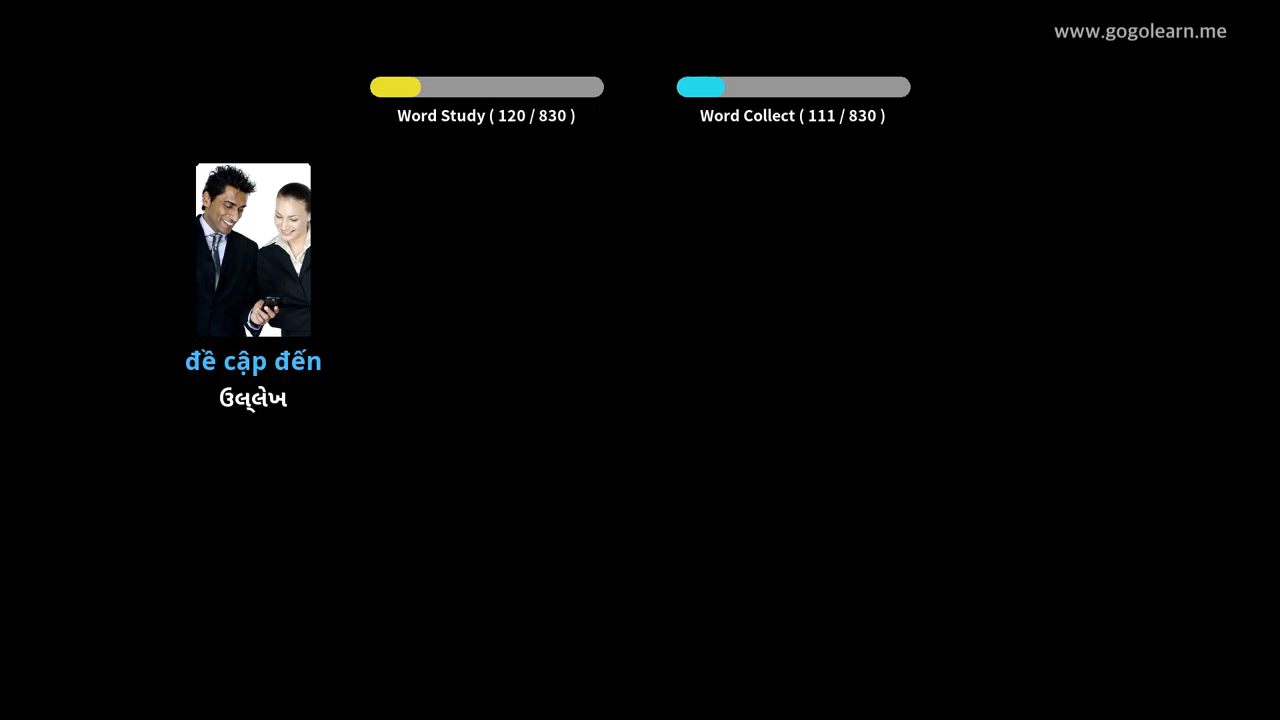 www.gogolearn.me
Word Study ( 120 / 830 )
Word Collect ( 111 / 830 )
đề cập đến
ઉલ્લેખ